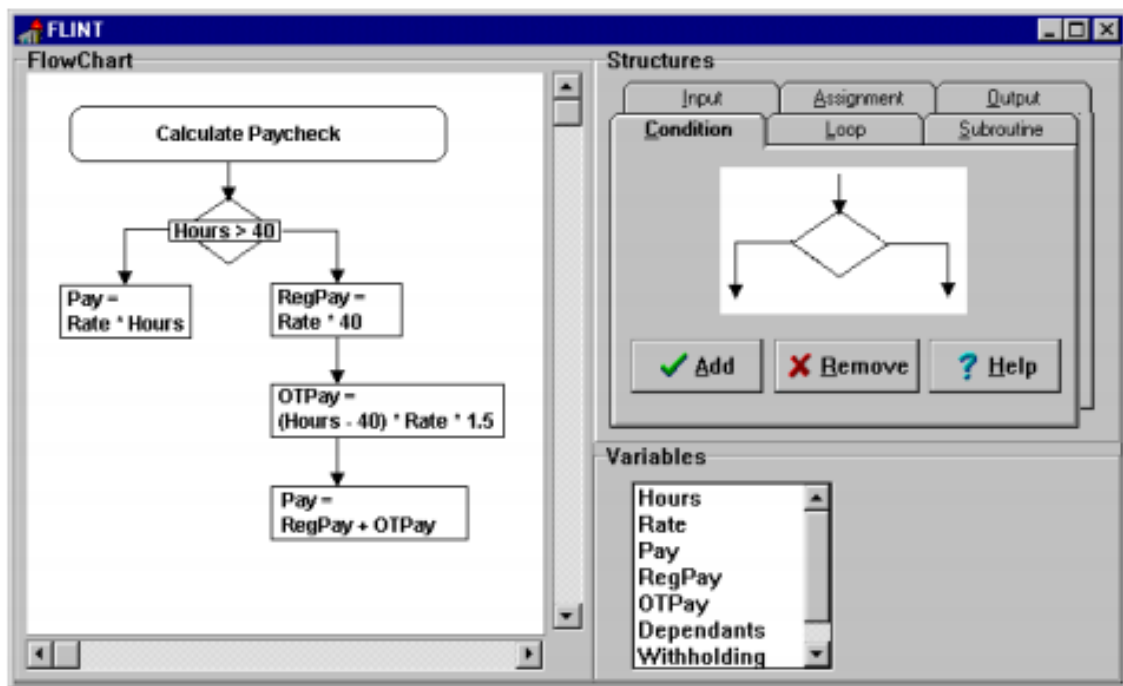 FLINT
FlowChart
Calculate Paycheck
Hours > 40
Pay =
Rate * Hours
RegPay =
Rate * 40
OTPay =
(Hours - 40) * Rate * 1.5
Pay =
RegPay + OTPay
Structures
Input Assignment Output
Condition Loop Subroutine
Add Remove ? Help
Variables
Hours
Rate
Pay
RegPay
OTPay
Dependants
Withholding